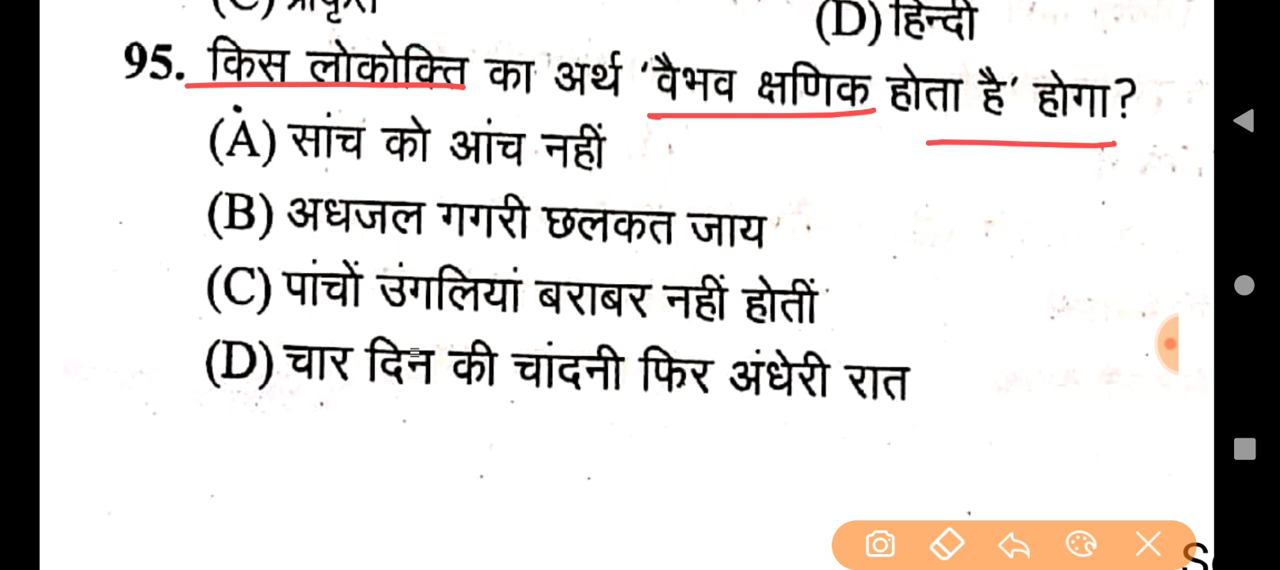 (D) हिन्दी
95. किस लोकोक्ति का अर्थ 'वैभव क्षणिक होता है' होगा?
(A) सांच को आंच नहीं
(B) अधजल गगरी छलकत जाय
(C) पांचों उंगलियां बराबर नहीं होतीं
(D) चार दिन की चांदनी फिर अंधेरी रात